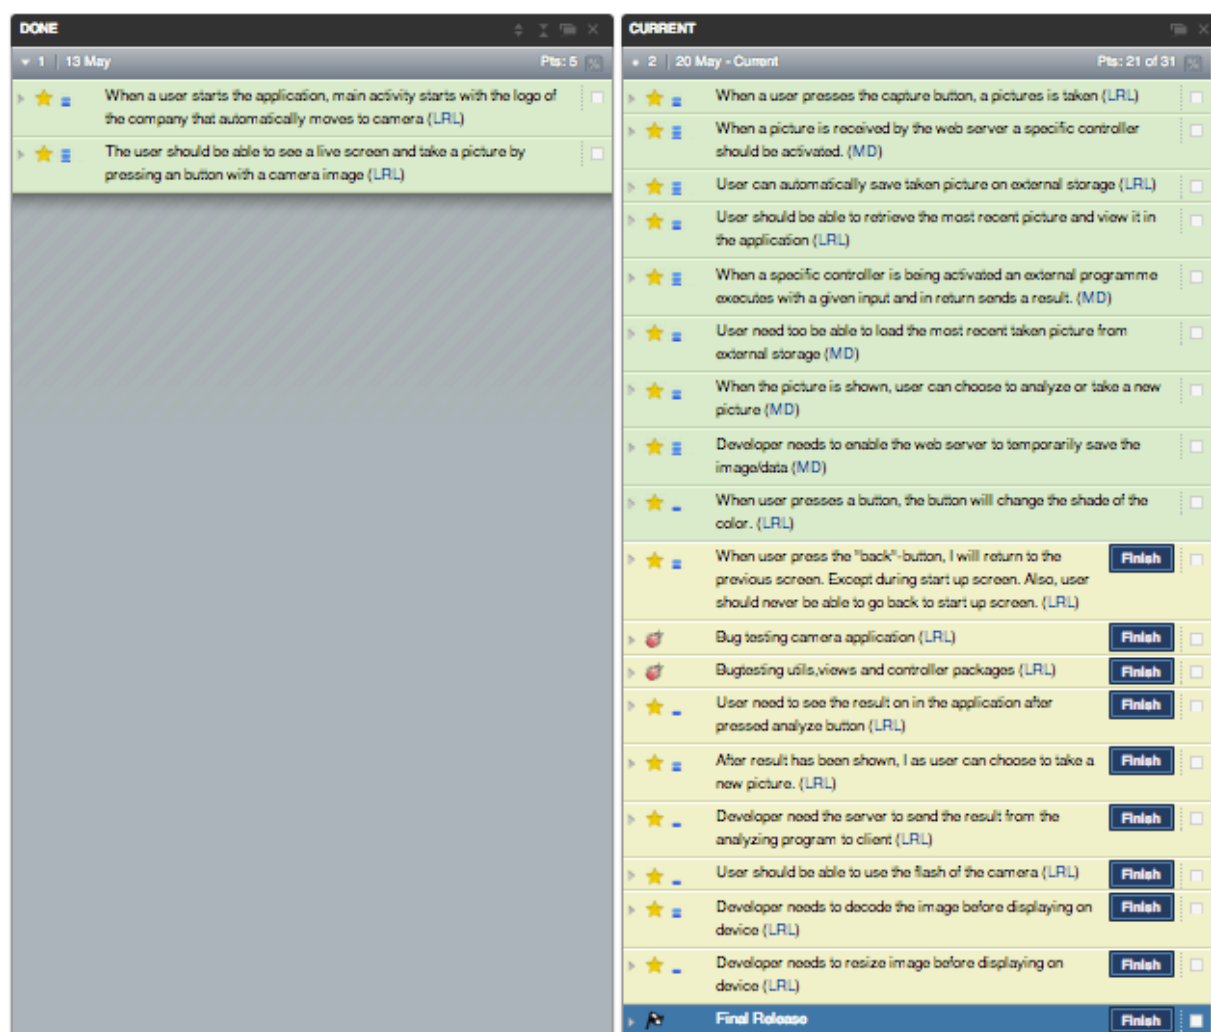 DONE
1 | 13 May Pts: 5 %
When a user starts the application, main activity starts with the logo of
the company that automatically moves to camera (LRL)
The user should be able to see a live screen and take a picture by
pressing an button with a camera image (LRL)
CURRENT
2 | 20 May - Current Pts: 21 of 31 %
When a user presses the capture button, a pictures is taken (LRL)
When a picture is received by the web server a specific controller
should be activated. (MD)
User can automatically save taken picture on external storage (LRL)
User should be able to retrieve the most recent picture and view it in
the application (LRL)
When a specific controller is being activated an external programme
executes with a given input and in return sends a result. (MD)
User need too be able to load the most recent taken picture from
external storage (MD)
When the picture is shown, user can choose to analyze or take a new
picture (MD)
Developer needs to enable the web server to temporarily save the
image/data (MD)
When user presses a button, the button will change the shade of the
color. (LRL)
When user press the "back"-button, I will return to the Finish
previous screen. Except during start up screen. Also, user
should never be able to go back to start up screen. (LRL)
Bug testing camera application (LRL) Finish
Bugtesting utils,views and controller packages (LRL) Finish
User need to see the result on in the application after Finish
pressed analyze button (LRL)
After result has been shown, I as user can choose to take a Finish
new picture. (LRL)
Developer need the server to send the result from the Finish
analyzing program to client (LRL)
User should be able to use the flash of the camera (LRL) Finish
Developer needs to decode the image before displaying on Finish
device (LRL)
Developer needs to resize image before displaying on Finish
device (LRL)
Final Release Finish